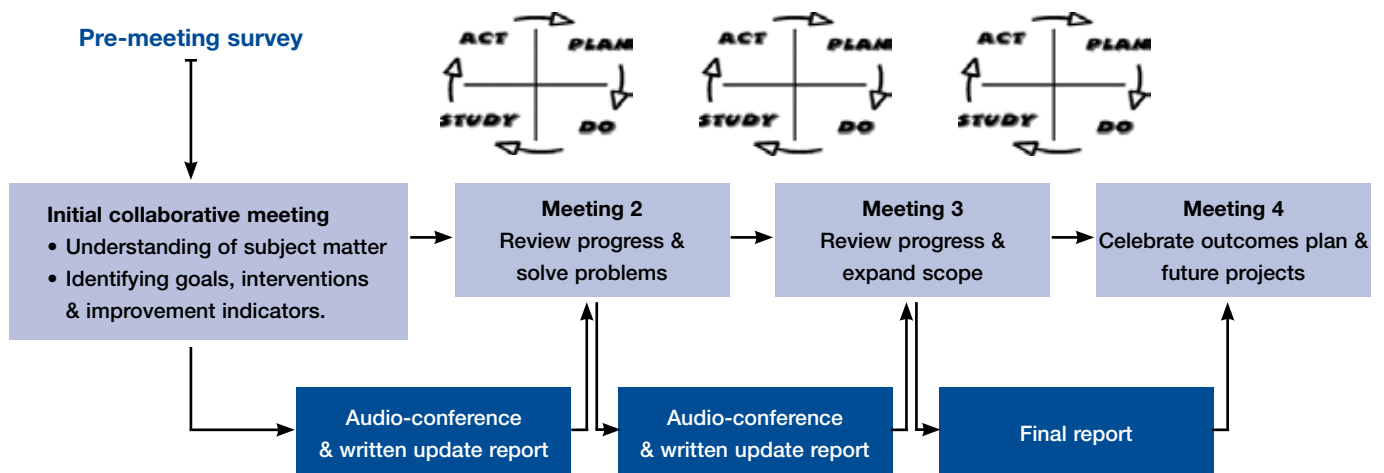 Pre-meeting survey
ACT
PLAN
STUDY
DO
ACT
PLAN
STUDY
DO
ACT
PLAN
STUDY
DO
Initial collaborative meeting
• Understanding of subject matter
• Identifying goals, interventions
& improvement indicators.
Meeting 2
Review progress &
solve problems
Meeting 3
Review progress &
expand scope
Meeting 4
Celebrate outcomes plan &
future projects
Audio-conference
& written update report
Audio-conference
& written update report
Final report